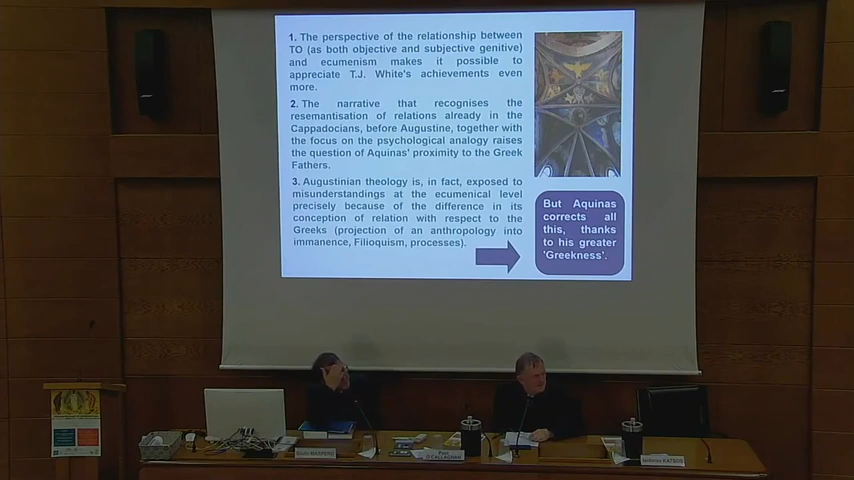 1. The perspective of the relationship between
TO (as both objective and subjective genitive)
and ecumenism makes it possible to
appreciate T.J. White's achievements even
more.
2. The narrative that recognises the
resemantisation of relations already in the
Cappadocians, before Augustine, together with
the focus on the psychological analogy raises
the question of Aquinas' proximity to the Greek
Fathers.
3. Augustinian theology is, in fact, exposed to
misunderstandings at the ecumenical level
precisely because of the difference in its
conception of relation with respect to the
Greeks (projection of an anthropology into
immanence, Filioquism, processes).
But Aquinas
corrects all
this, thanks
to his greater
'Greekness'.
Giulio MASPERO
Paul
O'CALLAGHAN
KATSOS